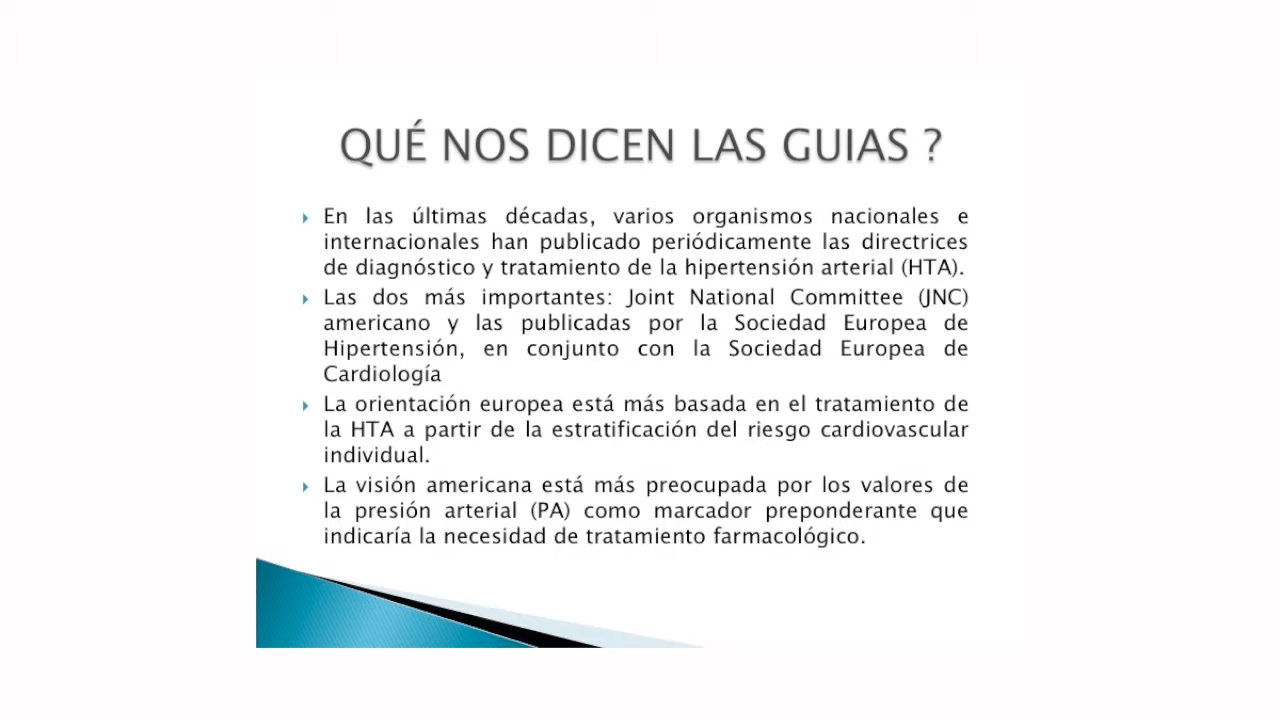 QUÉ NOS DICEN LAS GUIAS ?
En las últimas décadas, varios organismos nacionales e
internacionales han publicado periódicamente las directrices
de diagnóstico y tratamiento de la hipertensión arterial (HTA).
Las dos más importantes: Joint National Committee (JNC)
americano y las publicadas por la Sociedad Europea de
Hipertensión, en conjunto con la Sociedad Europea de
Cardiología
La orientación europea está más basada en el tratamiento de
la HTA a partir de la estratificación del riesgo cardiovascular
individual.
La visión americana está más preocupada por los valores de
la presión arterial (PA) como marcador preponderante que
indicaría la necesidad de tratamiento farmacológico.